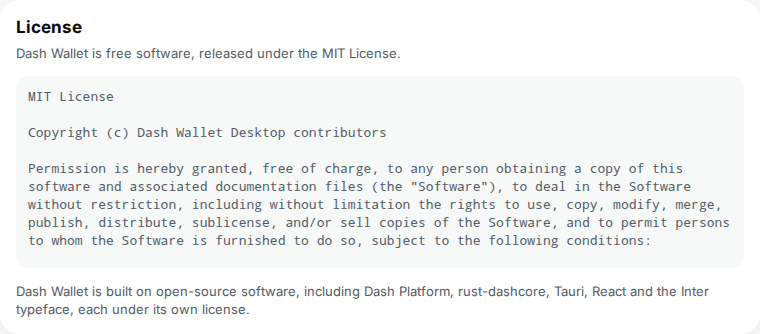 License
Dash Wallet is free software, released under the MIT License.
MIT License
Copyright (c) Dash Wallet Desktop contributors
Permission is hereby granted, free of charge, to any person obtaining a copy of this
software and associated documentation files (the "Software"), to deal in the Software
without restriction, including without limitation the rights to use, copy, modify, merge,
publish, distribute, sublicense, and/or sell copies of the Software, and to permit persons
to whom the Software is furnished to do so, subject to the following conditions:
Dash Wallet is built on open-source software, including Dash Platform, rust-dashcore, Tauri, React and the Inter
typeface, each under its own license.